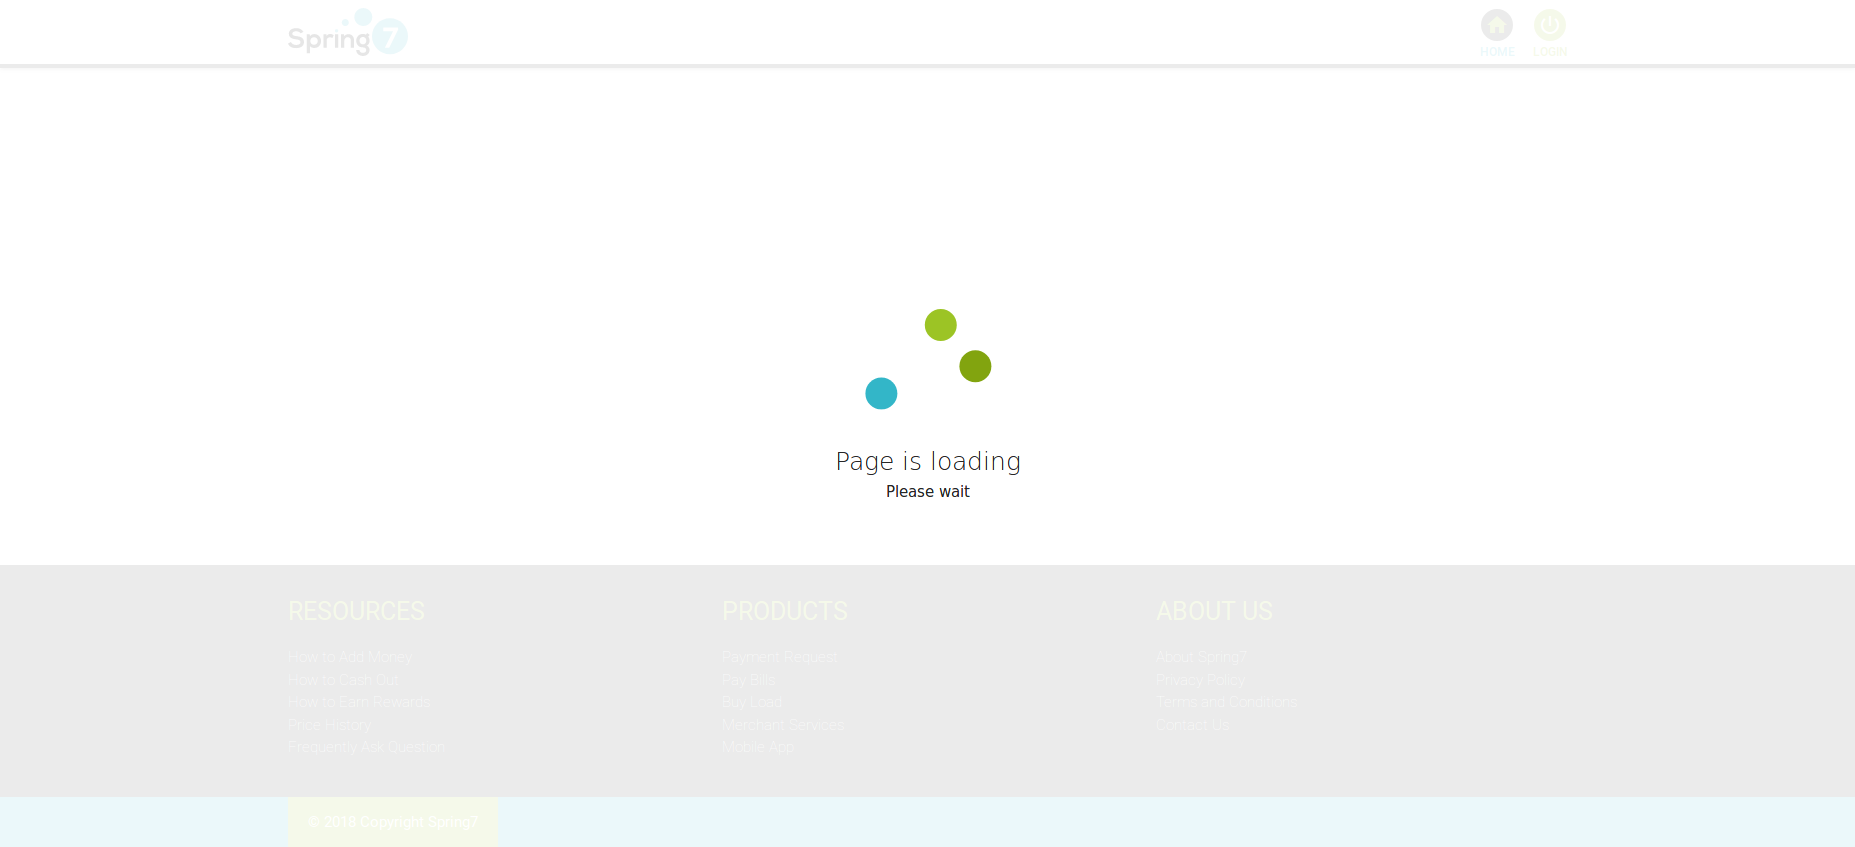 Spring7
HOME
LOGIN
Page is loading
Please wait
RESOURCES
How to Add Money
How to Cash Out
How to Earn Rewards
Price History
Frequently Ask Question
PRODUCTS
Payment Request
Pay Bills
Buy Load
Merchant Services
Mobile App
ABOUT US
About Spring7
Privacy Policy
Terms and Conditions
Contact Us
© 2018 Copyright Spring7